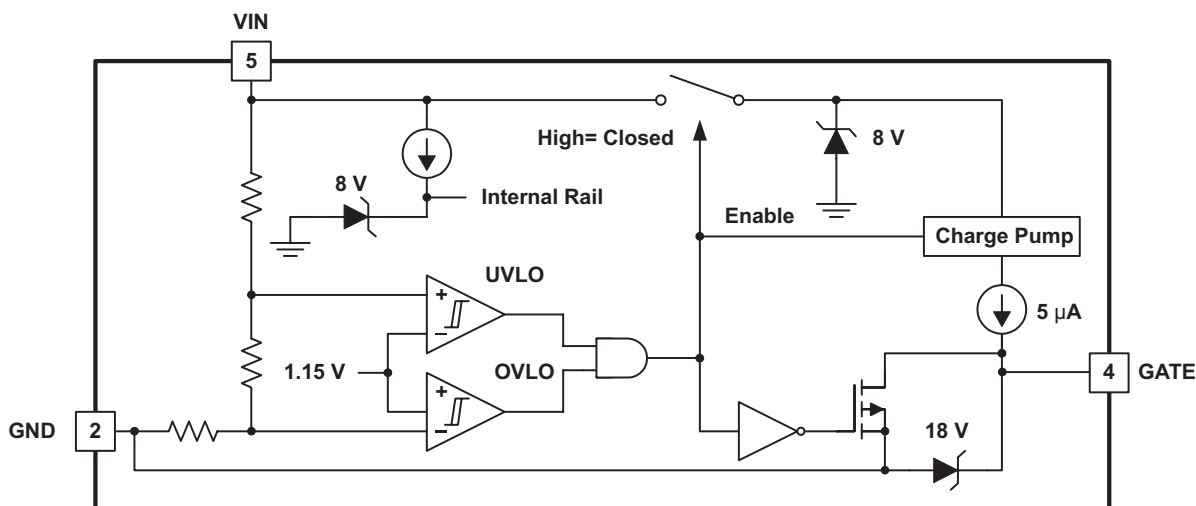 VIN
5
High= Closed
8 V
8 V
Internal Rail
Enable
Charge Pump
UVLO
+
–
5 µA
1.15 V
OVLO
+
–
4
GATE
GND
2
18 V